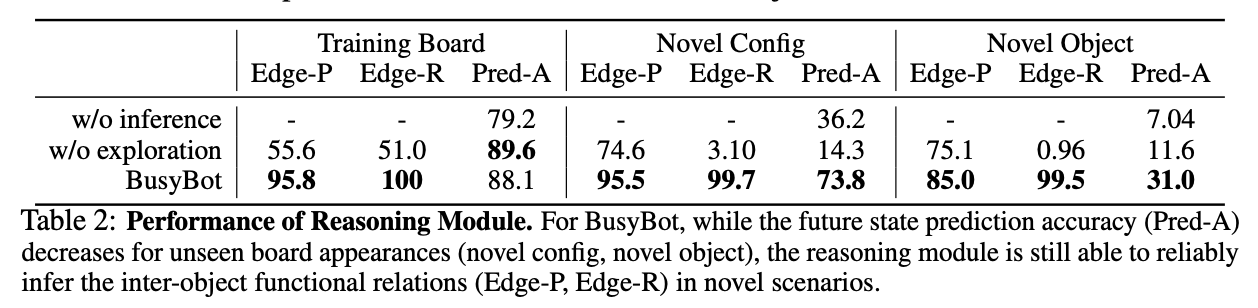 Training Board Novel Config Novel Object
Edge-P Edge-R Pred-A Edge-P Edge-R Pred-A Edge-P Edge-R Pred-A
w/o inference - - 79.2 - - 36.2 - - 7.04
w/o exploration 55.6 51.0 89.6 74.6 3.10 14.3 75.1 0.96 11.6
BusyBot 95.8 100 88.1 95.5 99.7 73.8 85.0 99.5 31.0
Table 2: Performance of Reasoning Module. For BusyBot, while the future state prediction accuracy (Pred-A)
decreases for unseen board appearances (novel config, novel object), the reasoning module is still able to reliably
infer the inter-object functional relations (Edge-P, Edge-R) in novel scenarios.